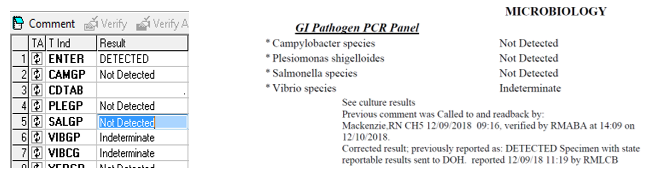 Comment Verify Verify A
TA T Ind Result
1 ENTER DETECTED
2 CAMGP Not Detected
3 CDTAB .
4 PLEGP Not Detected
5 SALGP Not Detected
6 VIBGP Indeterminate
7 VIBCG Indeterminate
MICROBIOLOGY
GI Pathogen PCR Panel
* Campylobacter species Not Detected
* Plesiomonas shigelloides Not Detected
* Salmonella species Not Detected
* Vibrio species Indeterminate
See culture results
Previous comment was Called to and readback by:
Mackenzie,RN CH5 12/09/2018 09:16, verified by RMABA at 14:09 on
12/10/2018.
Corrected result; previously reported as: DETECTED Specimen with state
reportable results sent to DOH. reported 12/09/18 11:19 by RMLCB